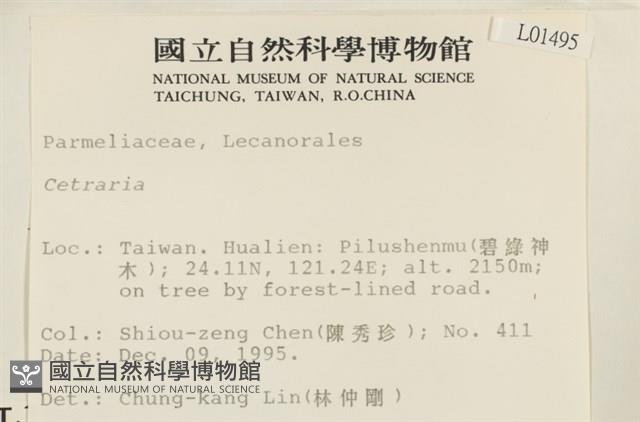 L01495
國立自然科學博物館
NATIONAL MUSEUM OF NATURAL SCIENCE
TAICHUNG, TAIWAN, R.O.CHINA
Parmeliaceae, Lecanorales
Cetraria
Loc.: Taiwan. Hualien: Pilushenmu(碧綠神
木); 24.11N, 121.24E; alt. 2150m;
on tree by forest-lined road.
Col.: Shiou-zeng Chen(陳秀珍); No. 411
Date: Dec. 09, 1995.
國立自然科學博物館
NATIONAL MUSEUM OF NATURAL SCIENCE
Det.: Chung-kang Lin(林仲剛)